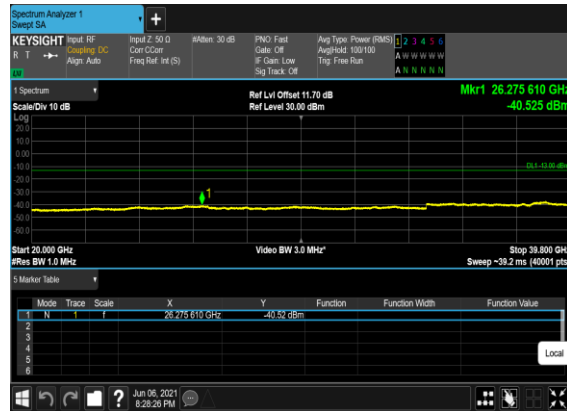 Spectrum Analyzer 1
Swept SA
+
KEYSIGHT Input: RF Input Z: 50 Ω #Atten: 30 dB PNO: Fast Avg Type: Power (RMS) 1 2 3 4 5 6
R T Coupling: DC Corr CCorr Gate: Off Avg|Hold: 100/100 A W W W W W
Align: Auto Freq Ref: Int (S) IF Gain: Low Trig: Free Run
Sig Track: Off A N N N N N
1 Spectrum Ref Lvl Offset 11.70 dB Mkr1 26.275 610 GHz
Scale/Div 10 dB Ref Level 30.00 dBm -40.525 dBm
Log
20.0
10.0
0.00
-10.0
DL1 -13.00 dBm
-20.0
-30.0
1
-40.0
-50.0
-60.0
Start 20.000 GHz Video BW 3.0 MHz* Stop 39.800 GHz
#Res BW 1.0 MHz Sweep ~39.2 ms (40001 pts)
5 Marker Table
Mode Trace Scale X Y Function Function Width Function Value
1 N 1 f 26.275 610 GHz -40.52 dBm
2
3
4
5
6
Local
? Jun 06, 2021
8:28:26 PM